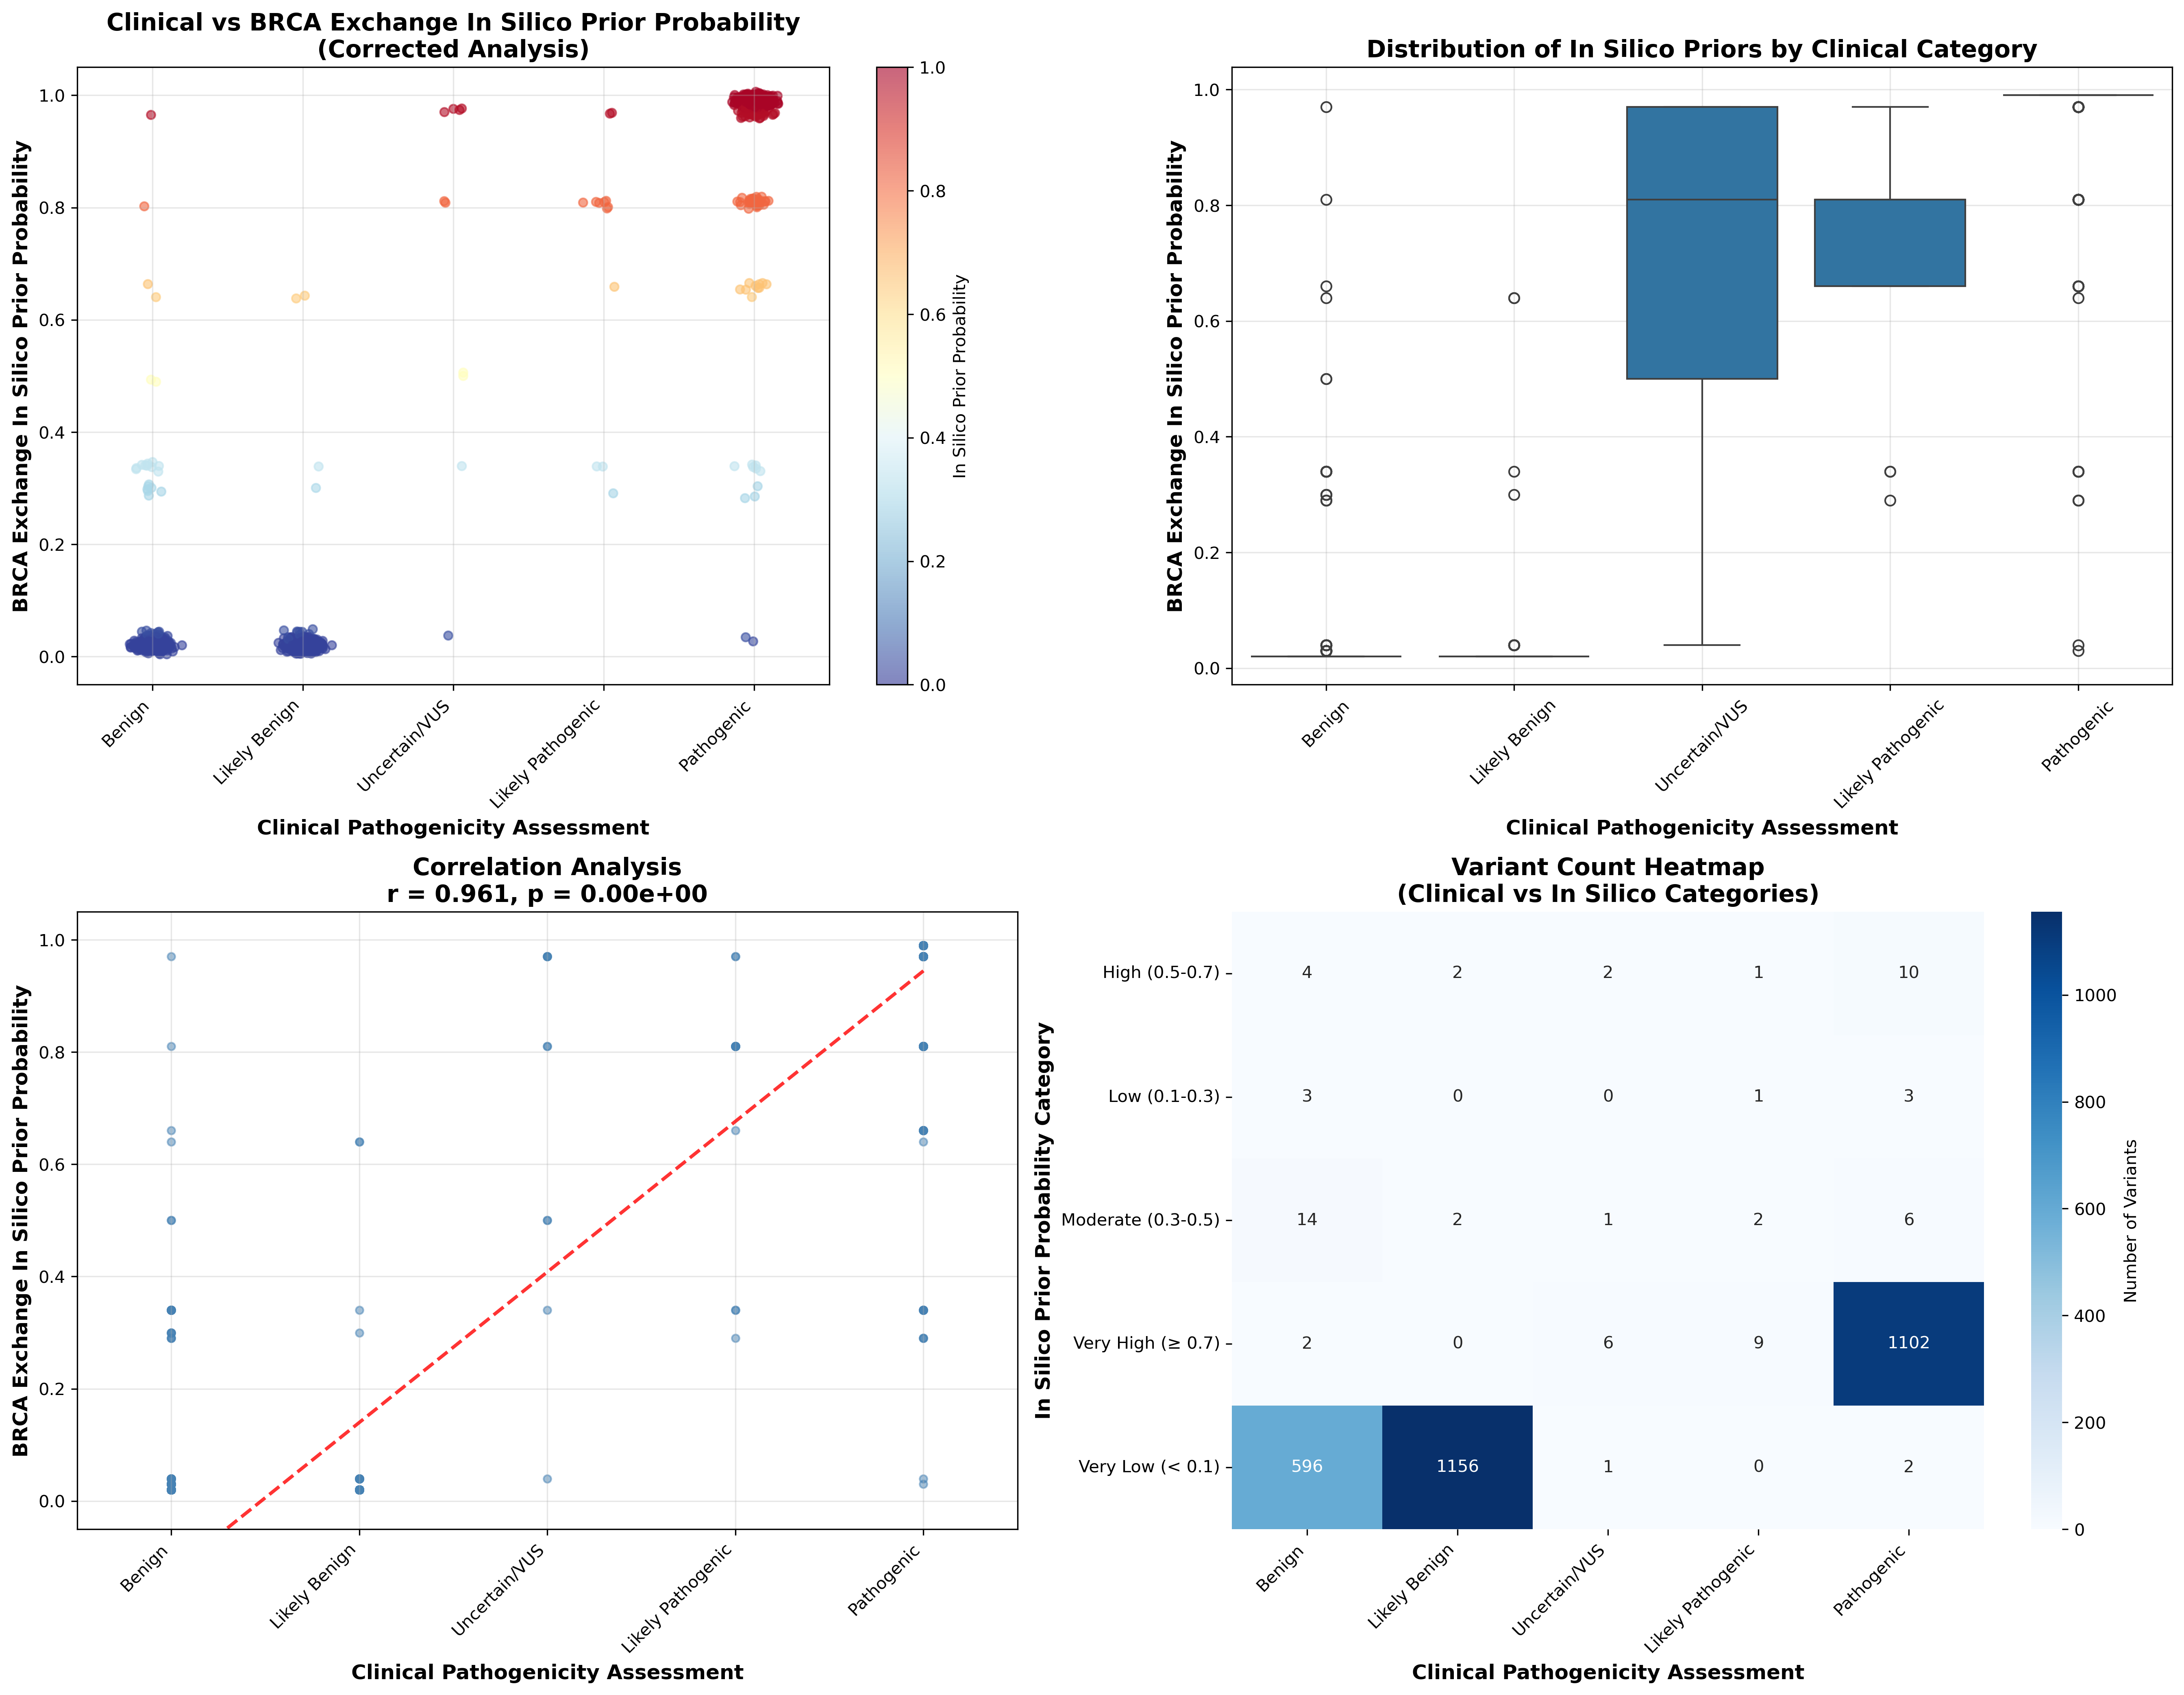 Clinical vs BRCA Exchange In Silico Prior Probability
(Corrected Analysis)
BRCA Exchange In Silico Prior Probability
1.0
0.8
0.6
0.4
0.2
0.0
Benign
Likely Benign
Uncertain/VUS
Likely Pathogenic
Pathogenic
Clinical Pathogenicity Assessment
1.0
0.8
0.6
0.4
0.2
0.0
In Silico Prior Probability
Distribution of In Silico Priors by Clinical Category
BRCA Exchange In Silico Prior Probability
1.0
0.8
0.6
0.4
0.2
0.0
Benign
Likely Benign
Uncertain/VUS
Likely Pathogenic
Pathogenic
Clinical Pathogenicity Assessment
Correlation Analysis
r = 0.961, p = 0.00e+00
BRCA Exchange In Silico Prior Probability
1.0
0.8
0.6
0.4
0.2
0.0
Benign
Likely Benign
Uncertain/VUS
Likely Pathogenic
Pathogenic
Clinical Pathogenicity Assessment
Variant Count Heatmap
(Clinical vs In Silico Categories)
In Silico Prior Probability Category
High (0.5-0.7) 4 2 2 1 10
Low (0.1-0.3) 3 0 0 1 3
Moderate (0.3-0.5) 14 2 1 2 6
Very High (≥ 0.7) 2 0 6 9 1102
Very Low (< 0.1) 596 1156 1 0 2
Benign
Likely Benign
Uncertain/VUS
Likely Pathogenic
Pathogenic
Clinical Pathogenicity Assessment
1000
800
600
400
200
0
Number of Variants